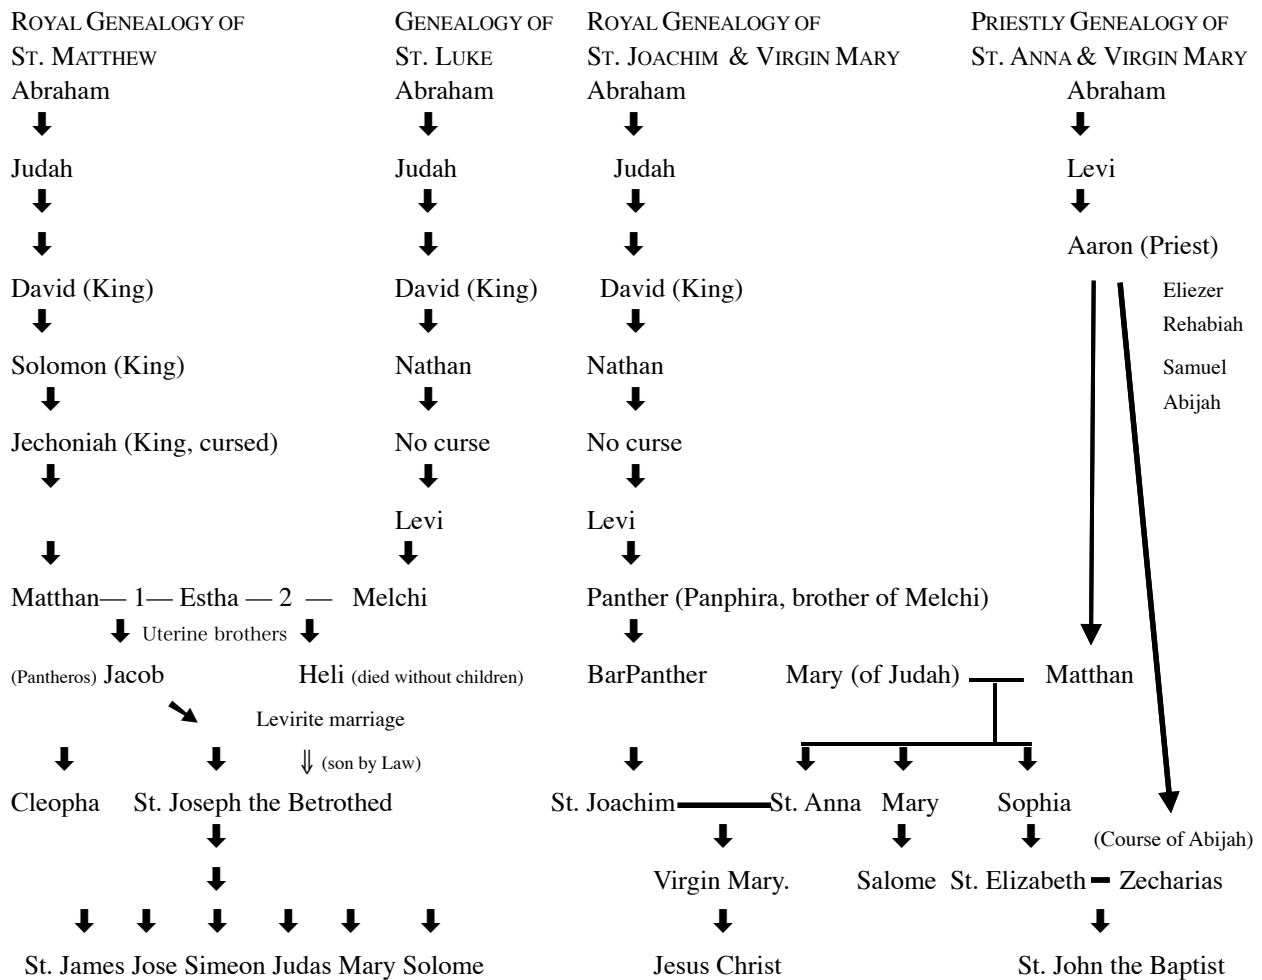 ROYAL GENEALOGY OF
ST. MATTHEW
Abraham
Judah
David (King)
Solomon (King)
Jechoniah (King, cursed)
GENEALOGY OF
ST. LUKE
Abraham
Judah
David (King)
Nathan
No curse
Levi
Matthan— 1— Estha — 2 — Melchi
Uterine brothers
(Pantheros) Jacob
Heli (died without children)
Levirite marriage
(son by Law)
Cleopha
St. Joseph the Betrothed
St. James Jose Simeon Judas Mary Solome
ROYAL GENEALOGY OF
ST. JOACHIM & VIRGIN MARY
Abraham
Judah
David (King)
Nathan
No curse
Levi
Panther (Panphira, brother of Melchi)
BarPanther
PRIESTLY GENEALOGY OF
ST. ANNA & VIRGIN MARY
Abraham
Levi
Aaron (Priest)
Eliezer
Rehabiah
Samuel
Abijah
Mary (of Judah)
Matthan
St. Joachim
St. Anna
Mary
Sophia
(Course of Abijah)
Virgin Mary.
Salome
St. Elizabeth
Zecharias
Jesus Christ
St. John the Baptist